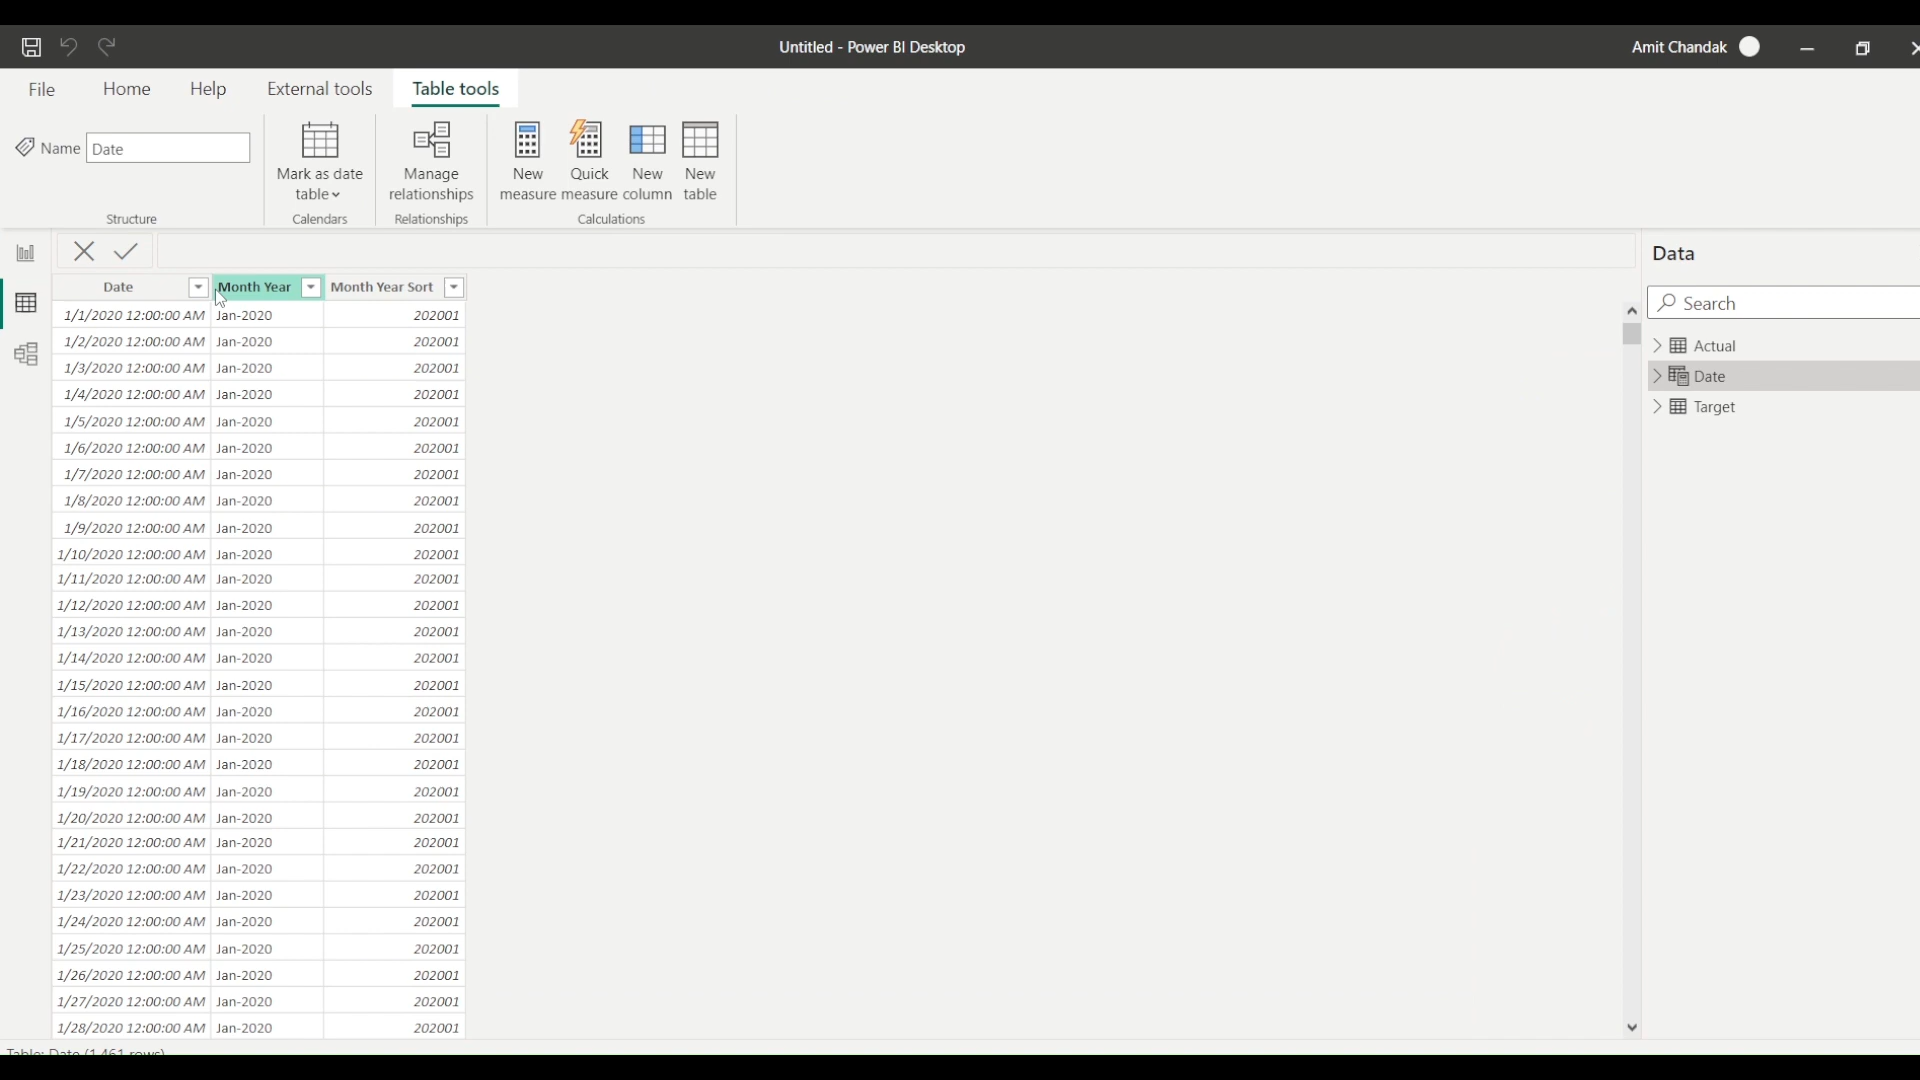 Untitled - Power BI Desktop
Amit Chandak
File Home Help External tools Table tools
Name Date
Mark as date table
Manage relationships
New measure
Quick measure
New column
New table
Structure Calendars Relationships Calculations
Data
Search
Actual
Date
Target
Date Month Year Month Year Sort
1/1/2020 12:00:00 AM Jan-2020 202001
1/2/2020 12:00:00 AM Jan-2020 202001
1/3/2020 12:00:00 AM Jan-2020 202001
1/4/2020 12:00:00 AM Jan-2020 202001
1/5/2020 12:00:00 AM Jan-2020 202001
1/6/2020 12:00:00 AM Jan-2020 202001
1/7/2020 12:00:00 AM Jan-2020 202001
1/8/2020 12:00:00 AM Jan-2020 202001
1/9/2020 12:00:00 AM Jan-2020 202001
1/10/2020 12:00:00 AM Jan-2020 202001
1/11/2020 12:00:00 AM Jan-2020 202001
1/12/2020 12:00:00 AM Jan-2020 202001
1/13/2020 12:00:00 AM Jan-2020 202001
1/14/2020 12:00:00 AM Jan-2020 202001
1/15/2020 12:00:00 AM Jan-2020 202001
1/16/2020 12:00:00 AM Jan-2020 202001
1/17/2020 12:00:00 AM Jan-2020 202001
1/18/2020 12:00:00 AM Jan-2020 202001
1/19/2020 12:00:00 AM Jan-2020 202001
1/20/2020 12:00:00 AM Jan-2020 202001
1/21/2020 12:00:00 AM Jan-2020 202001
1/22/2020 12:00:00 AM Jan-2020 202001
1/23/2020 12:00:00 AM Jan-2020 202001
1/24/2020 12:00:00 AM Jan-2020 202001
1/25/2020 12:00:00 AM Jan-2020 202001
1/26/2020 12:00:00 AM Jan-2020 202001
1/27/2020 12:00:00 AM Jan-2020 202001
1/28/2020 12:00:00 AM Jan-2020 202001
Table: Date (1,461 rows)